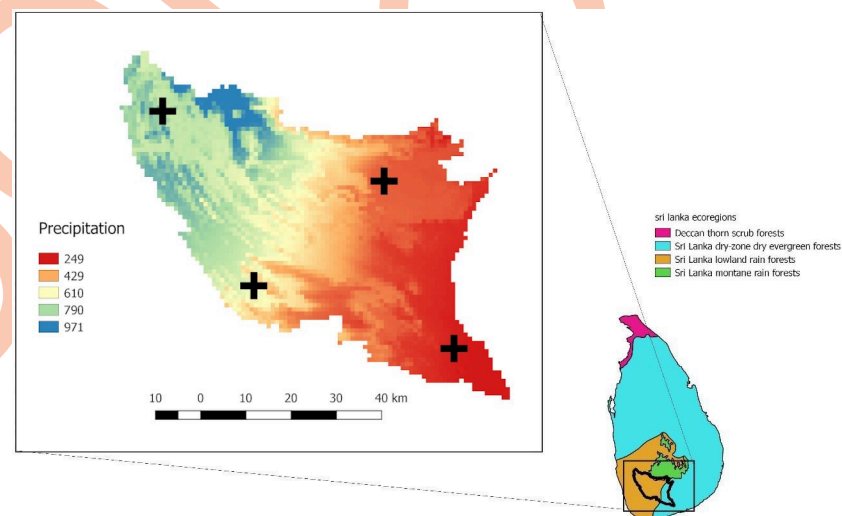 Precipitation
249
429
610
790
971
10 0 10 20 30 40 km
sri lanka ecoregions
Deccan thorn scrub forests
Sri Lanka dry-zone dry evergreen forests
Sri Lanka lowland rain forests
Sri Lanka montane rain forests